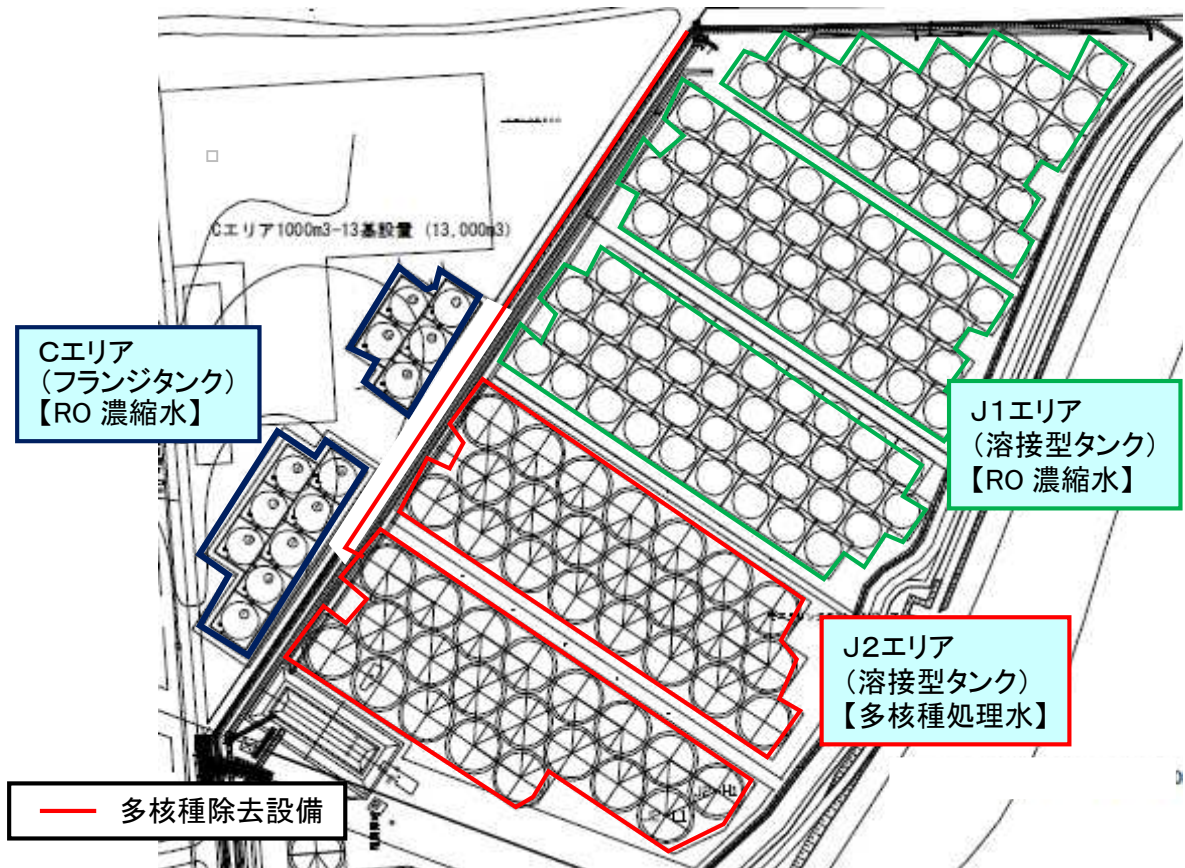 Cエリア1000m3-13基設置 (13,000m3)
Cエリア
(フランジタンク)
【RO 濃縮水】
J1エリア
(溶接型タンク)
【RO 濃縮水】
J2エリア
(溶接型タンク)
【多核種処理水】
多核種除去設備